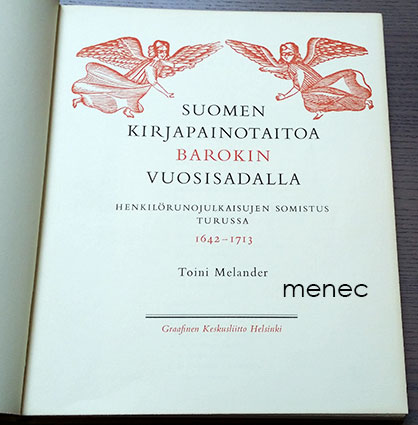 SUOMEN
KIRJAPAINOTAITOA
BAROKIN
VUOSISADALLA
HENKILÖRUNOJULKAISUJEN SOMISTUS
TURUSSA
1642–1713
Toini Melander
menec
Graafinen Keskusliitto Helsinki